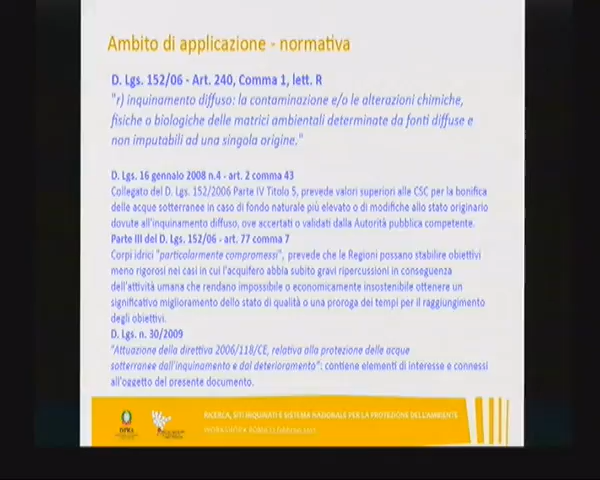 Ambito di applicazione - normativa
D. Lgs. 152/06 - Art. 240, Comma 1, lett. R
"r) inquinamento diffuso: la contaminazione e/o le alterazioni chimiche,
fisiche o biologiche delle matrici ambientali determinate da fonti diffuse e
non imputabili ad una singola origine."
D. Lgs. 16 gennaio 2008 n.4 - art. 2 comma 43
Collegato del D. Lgs. 152/2006 Parte IV Titolo 5, prevede valori superiori alle CSC per la bonifica
delle acque sotterranee in caso di fondo naturale più elevato o di modifiche allo stato originario
dovute all'inquinamento diffuso, ove accertati o validati dalla Autorità pubblica competente.
Parte III del D. Lgs. 152/06 - art. 77 comma 7
Corpi idrici "particolarmente compromessi", prevede che le Regioni possano stabilire obiettivi
meno rigorosi nei casi in cui l'acquifero abbia subito gravi ripercussioni in conseguenza
dell'attività umana che rendano impossibile o economicamente insostenibile ottenere un
significativo miglioramento dello stato di qualità o una proroga dei tempi per il raggiungimento
degli obiettivi.
D. Lgs. n. 30/2009
"Attuazione della direttiva 2006/118/CE, relativa alla protezione delle acque
sotterranee dall'inquinamento e dal deterioramento": contiene elementi di interesse e connessi
all'oggetto del presente documento.
RICERCA, SITI INQUINATI E SISTEMA NAZIONALE PER LA PROTEZIONE DELL'AMBIENTE
WORKSHOP ROMA